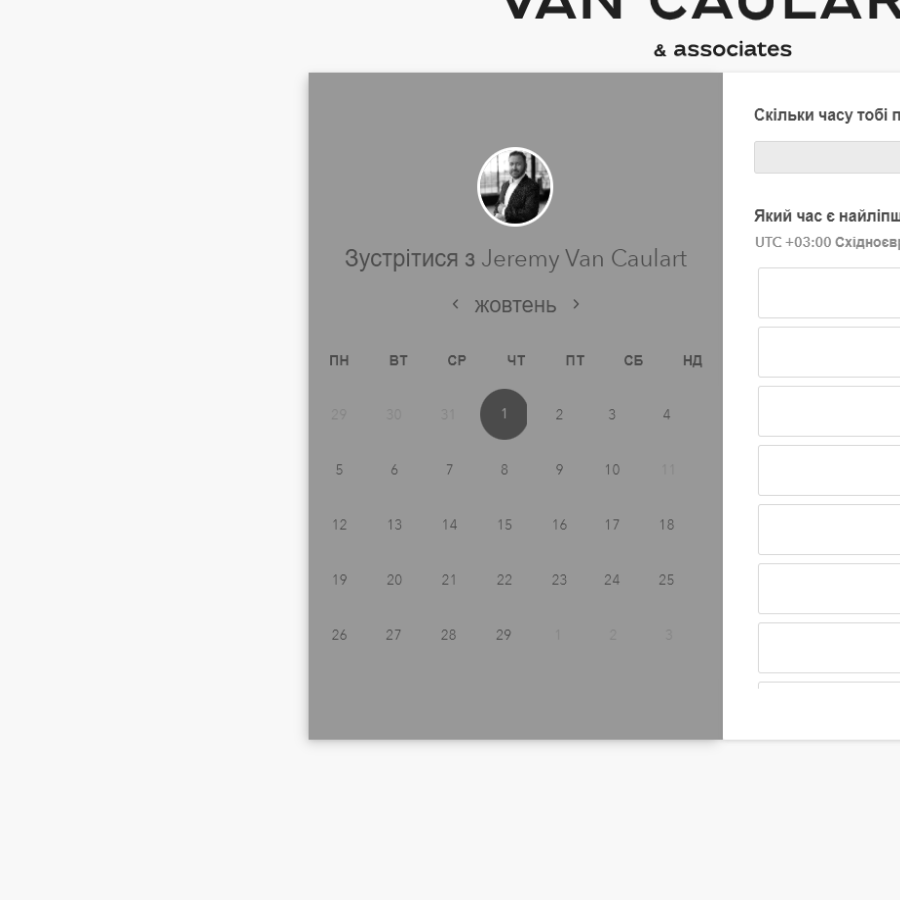 VAN CAULAR
& associates
Зустрітися з Jeremy Van Caulart
‹ жовтень ›
ПН ВТ СР ЧТ ПТ СБ НД
29 30 31 1 2 3 4
5 6 7 8 9 10 11
12 13 14 15 16 17 18
19 20 21 22 23 24 25
26 27 28 29 1 2 3
Скільки часу тобі
Який час є
UTC +03:00